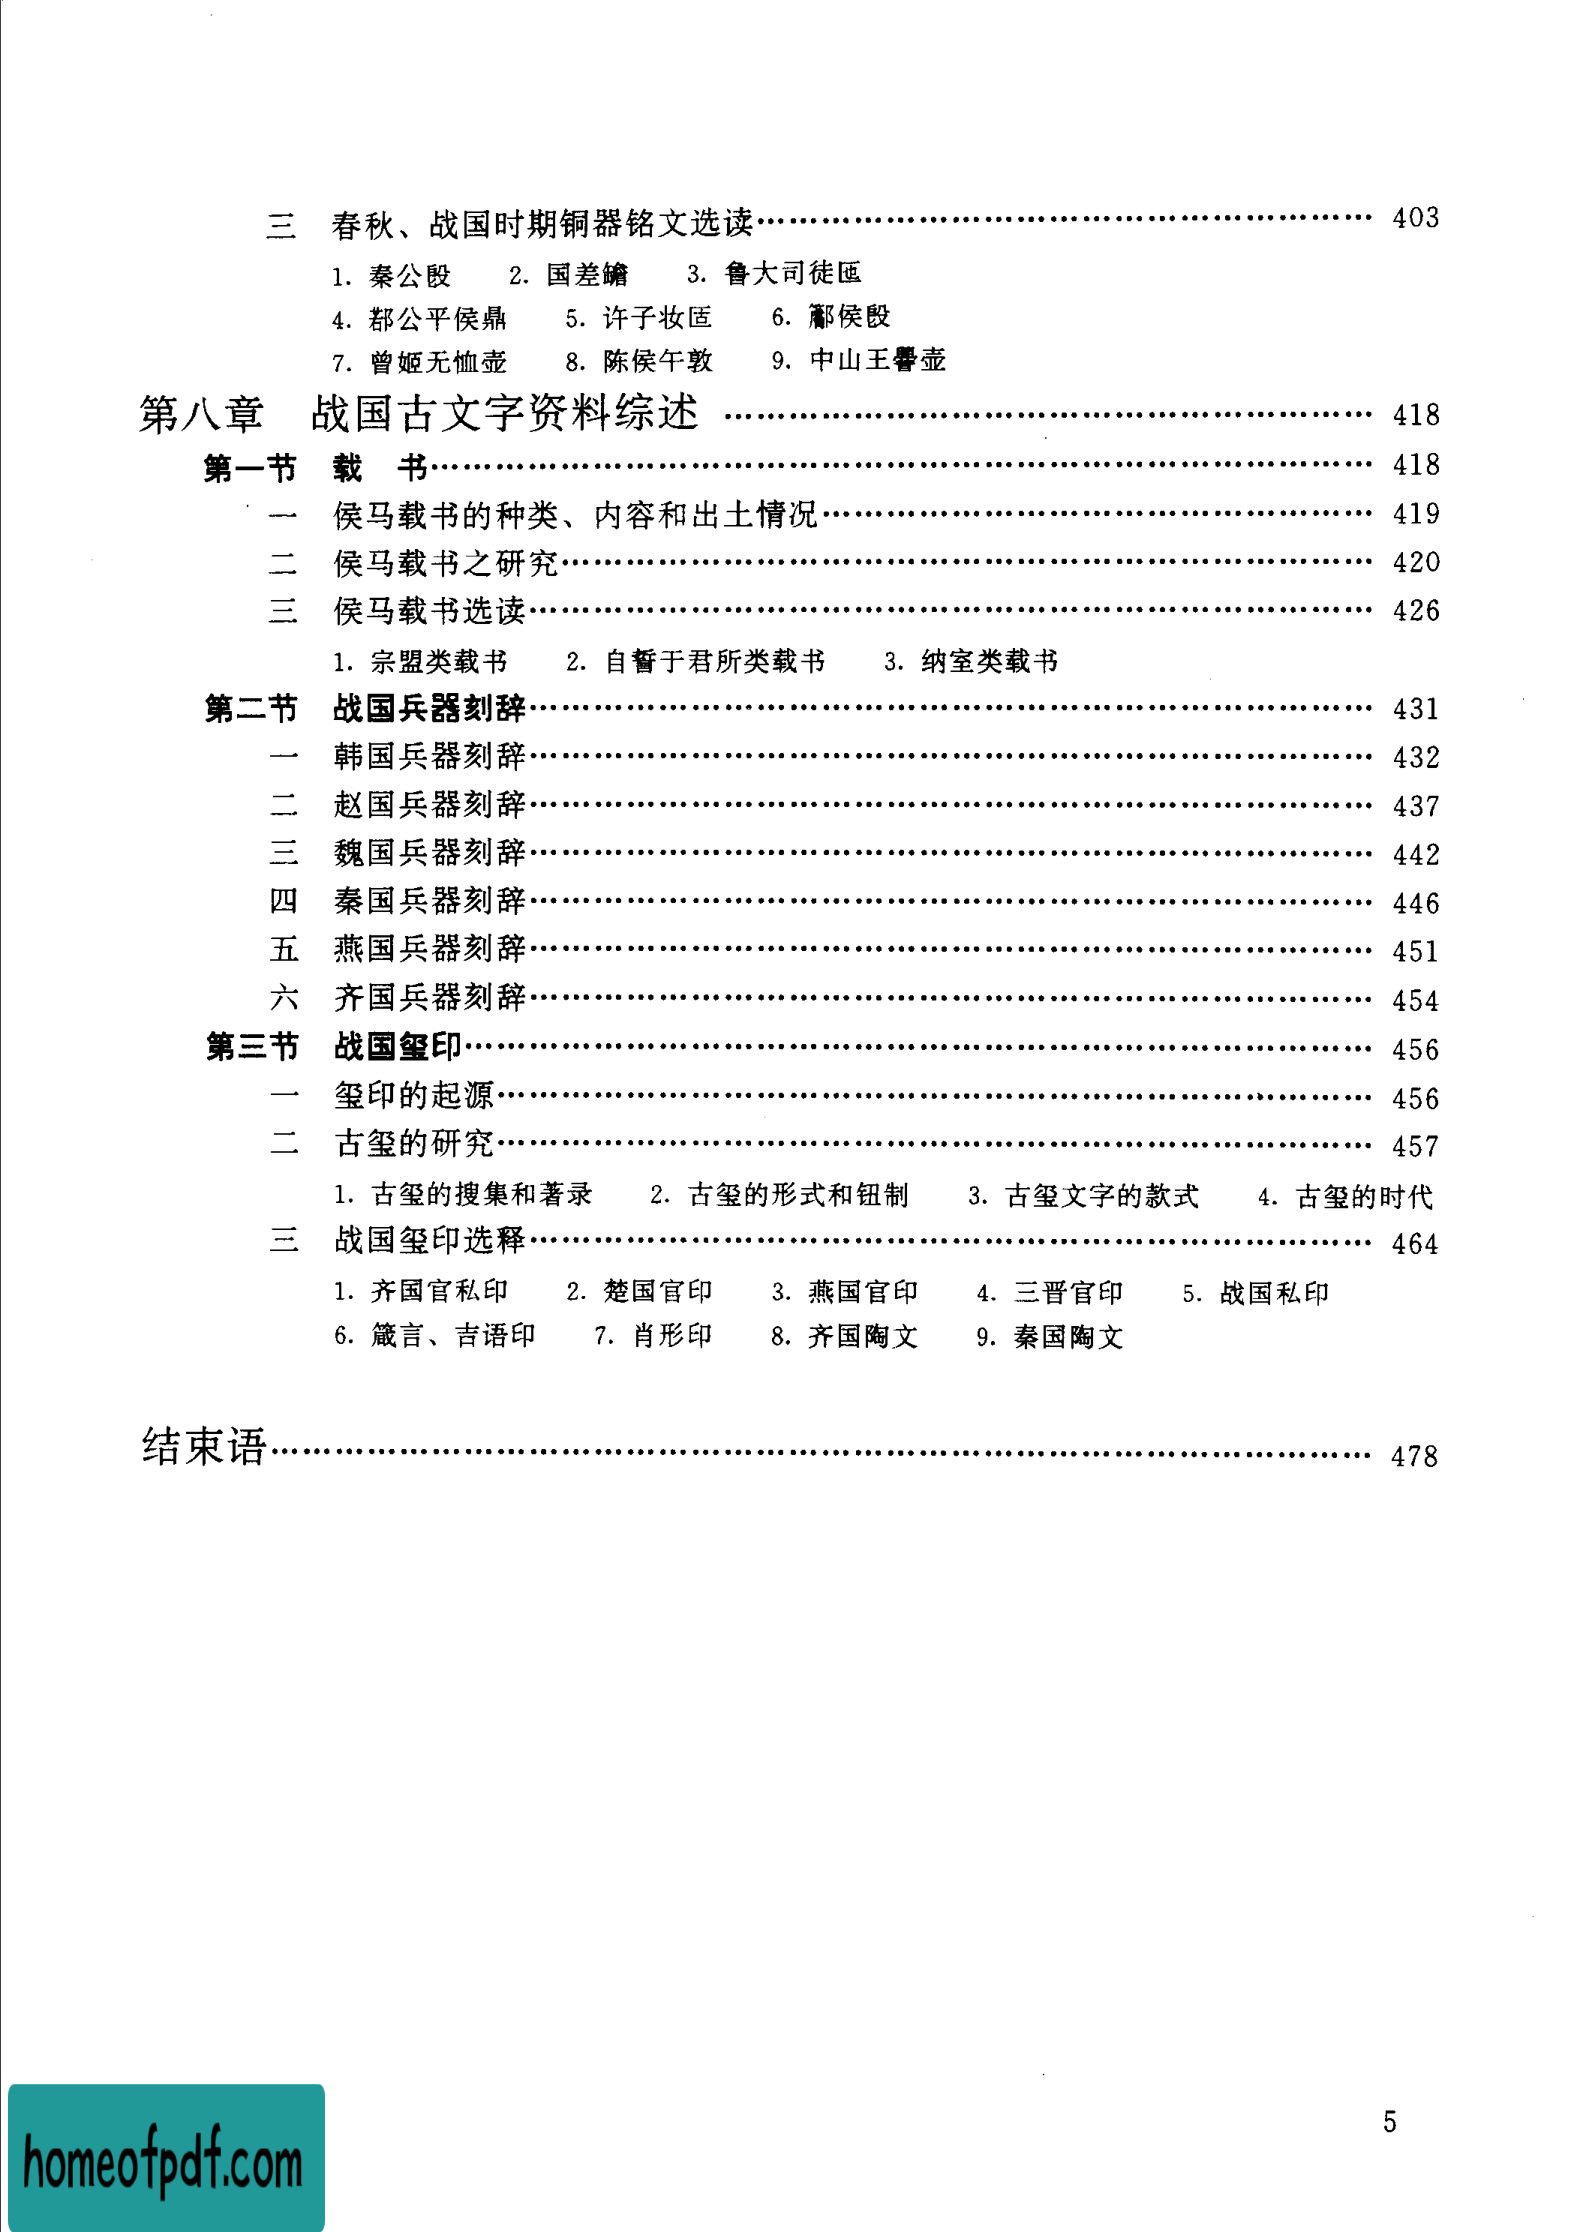 三 春秋、战国时期铜器铭文选读……………………………… 403
1. 秦公𣪘 2. 国差𦉜 3. 鲁大司徒匜
4. 鄀公平侯鼎 5. 许子妆𠤳 6. 侯𣪘
7. 曾姬无恤壶 8. 陈侯午敦 9. 中山王壶
第八章 战国古文字资料综述 ……………………………… 418
第一节 载 书……………………………… 418
一 侯马载书的种类、内容和出土情况……………………………… 419
二 侯马载书之研究……………………………… 420
三 侯马载书选读……………………………… 426
1. 宗盟类载书 2. 自誓于君所类载书 3. 纳室类载书
第二节 战国兵器刻辞……………………………… 431
一 韩国兵器刻辞……………………………… 432
二 赵国兵器刻辞……………………………… 437
三 魏国兵器刻辞……………………………… 442
四 秦国兵器刻辞……………………………… 446
五 燕国兵器刻辞……………………………… 451
六 齐国兵器刻辞……………………………… 454
第三节 战国玺印……………………………… 456
一 玺印的起源……………………………… 456
二 古玺的研究……………………………… 457
1. 古玺的搜集和著录 2. 古玺的形式和钮制 3. 古玺文字的款式 4. 古玺的时代
三 战国玺印选释……………………………… 464
1. 齐国官私印 2. 楚国官印 3. 燕国官印 4. 三晋官印 5. 战国私印
6. 箴言、吉语印 7. 肖形印 8. 齐国陶文 9. 秦国陶文
结束语……………………………… 478
5
homeofpdf.com